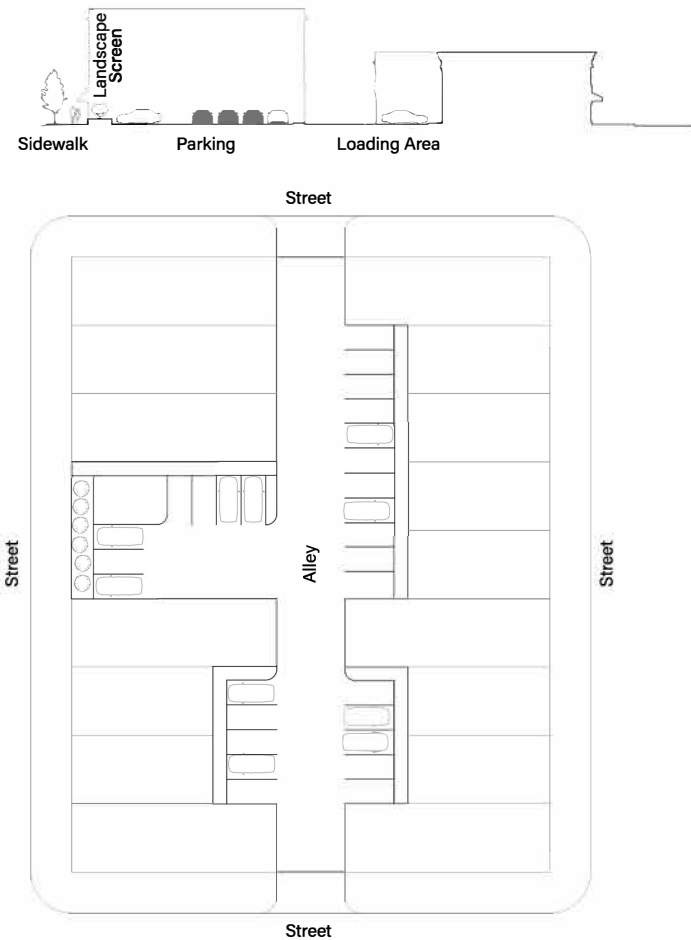 Landscape
Screen
Sidewalk
Parking
Loading Area
Street
Street
Alley
Street
Street